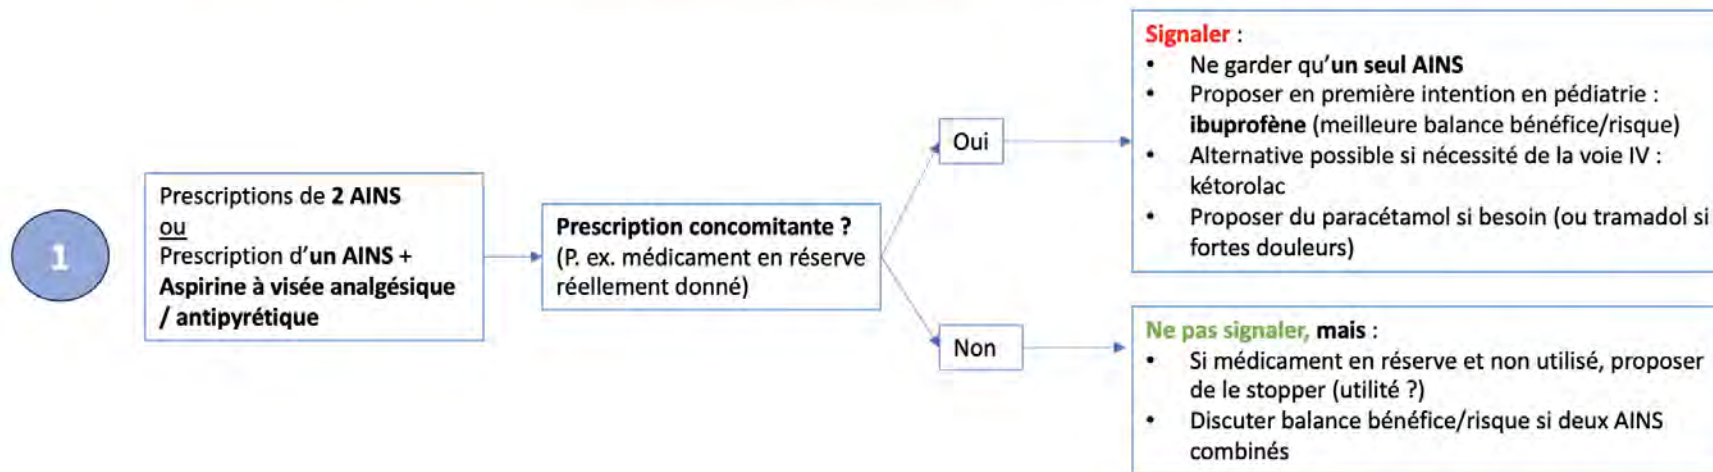 1
Prescriptions de 2 AINS
ou
Prescription d'un AINS +
Aspirine à visée analgésique
/ antipyrétique
Prescription concomitante ?
(P. ex. médicament en réserve
réellement donné)
Oui
Signaler :
• Ne garder qu'un seul AINS
• Proposer en première intention en pédiatrie :
ibuprofène (meilleure balance bénéfice/risque)
• Alternative possible si nécessité de la voie IV :
kétorolac
• Proposer du paracétamol si besoin (ou tramadol si
fortes douleurs)
Non
Ne pas signaler, mais :
• Si médicament en réserve et non utilisé, proposer
de le stopper (utilité ?)
• Discuter balance bénéfice/risque si deux AINS
combinés